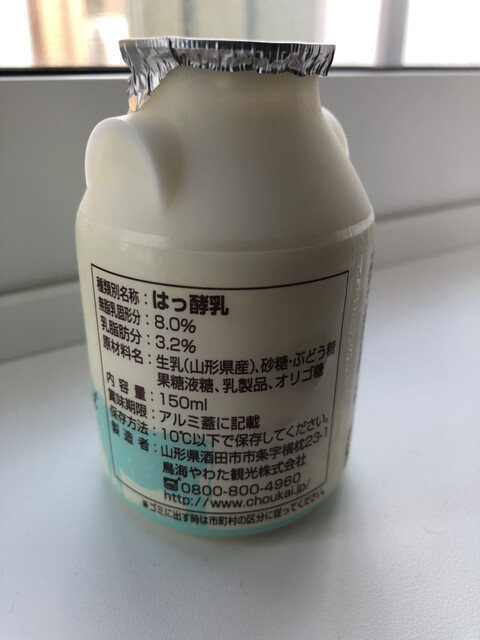 種類別名称：はっ酵乳
無脂乳固形分：8.0%
乳脂肪分：3.2%
原材料名：生乳(山形県産)、砂糖・ぶどう糖
果糖液糖、乳製品、オリゴ糖
内容量：150ml
賞味期限：アルミ蓋に記載
保存方法：10℃以下で保存してください。
製造者：山形県酒田市市条字横枕23-1
鳥海やわた観光株式会社
0800-800-4960
http://www.choukai.jp/
※ゴミに出す時は市町村の区分に従ってください。